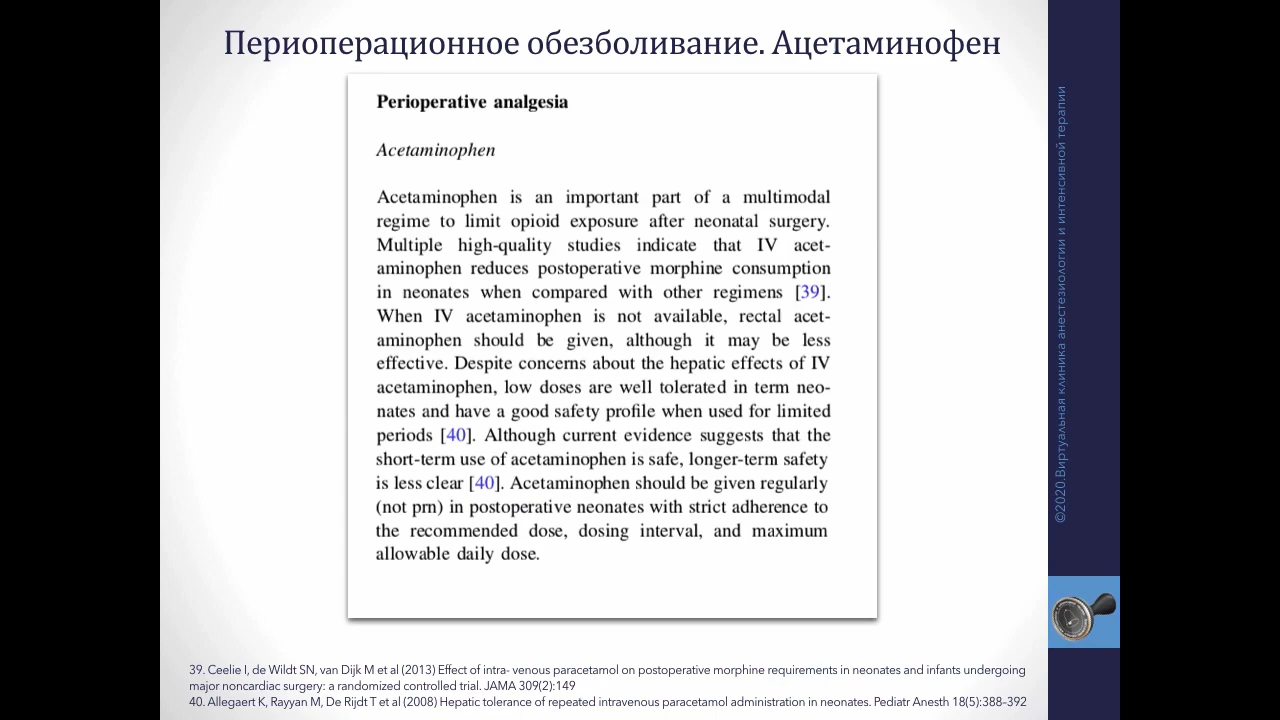 Периоперационное обезболивание. Ацетаминофен
Perioperative analgesia
Acetaminophen
Acetaminophen is an important part of a multimodal
regime to limit opioid exposure after neonatal surgery.
Multiple high-quality studies indicate that IV acet-
aminophen reduces postoperative morphine consumption
in neonates when compared with other regimens [39].
When IV acetaminophen is not available, rectal acet-
aminophen should be given, although it may be less
effective. Despite concerns about the hepatic effects of IV
acetaminophen, low doses are well tolerated in term neo-
nates and have a good safety profile when used for limited
periods [40]. Although current evidence suggests that the
short-term use of acetaminophen is safe, longer-term safety
is less clear [40]. Acetaminophen should be given regularly
(not prn) in postoperative neonates with strict adherence to
the recommended dose, dosing interval, and maximum
allowable daily dose.
39. Ceelie I, de Wildt SN, van Dijk M et al (2013) Effect of intra- venous paracetamol on postoperative morphine requirements in neonates and infants undergoing
major noncardiac surgery: a randomized controlled trial. JAMA 309(2):149
40. Allegaert K, Rayyan M, De Rijdt T et al (2008) Hepatic tolerance of repeated intravenous paracetamol administration in neonates. Pediatr Anesth 18(5):388–392
©2020.Виртуальная клиника анестезиологии и интенсивной терапии